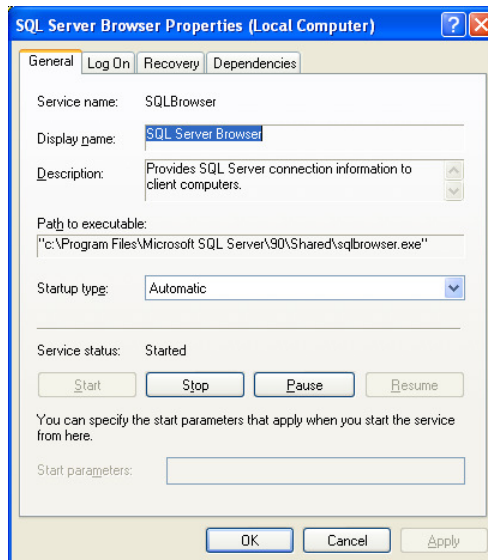 SQL Server Browser Properties (Local Computer)
General Log On Recovery Dependencies
Service name: SQLBrowser
Display name: SQL Server Browser
Description: Provides SQL Server connection information to
client computers.
Path to executable:
"c:\Program Files\Microsoft SQL Server\90\Shared\sqlbrowser.exe"
Startup type: Automatic
Service status: Started
Start Stop Pause Resume
You can specify the start parameters that apply when you start the service
from here.
Start parameters:
OK Cancel Apply